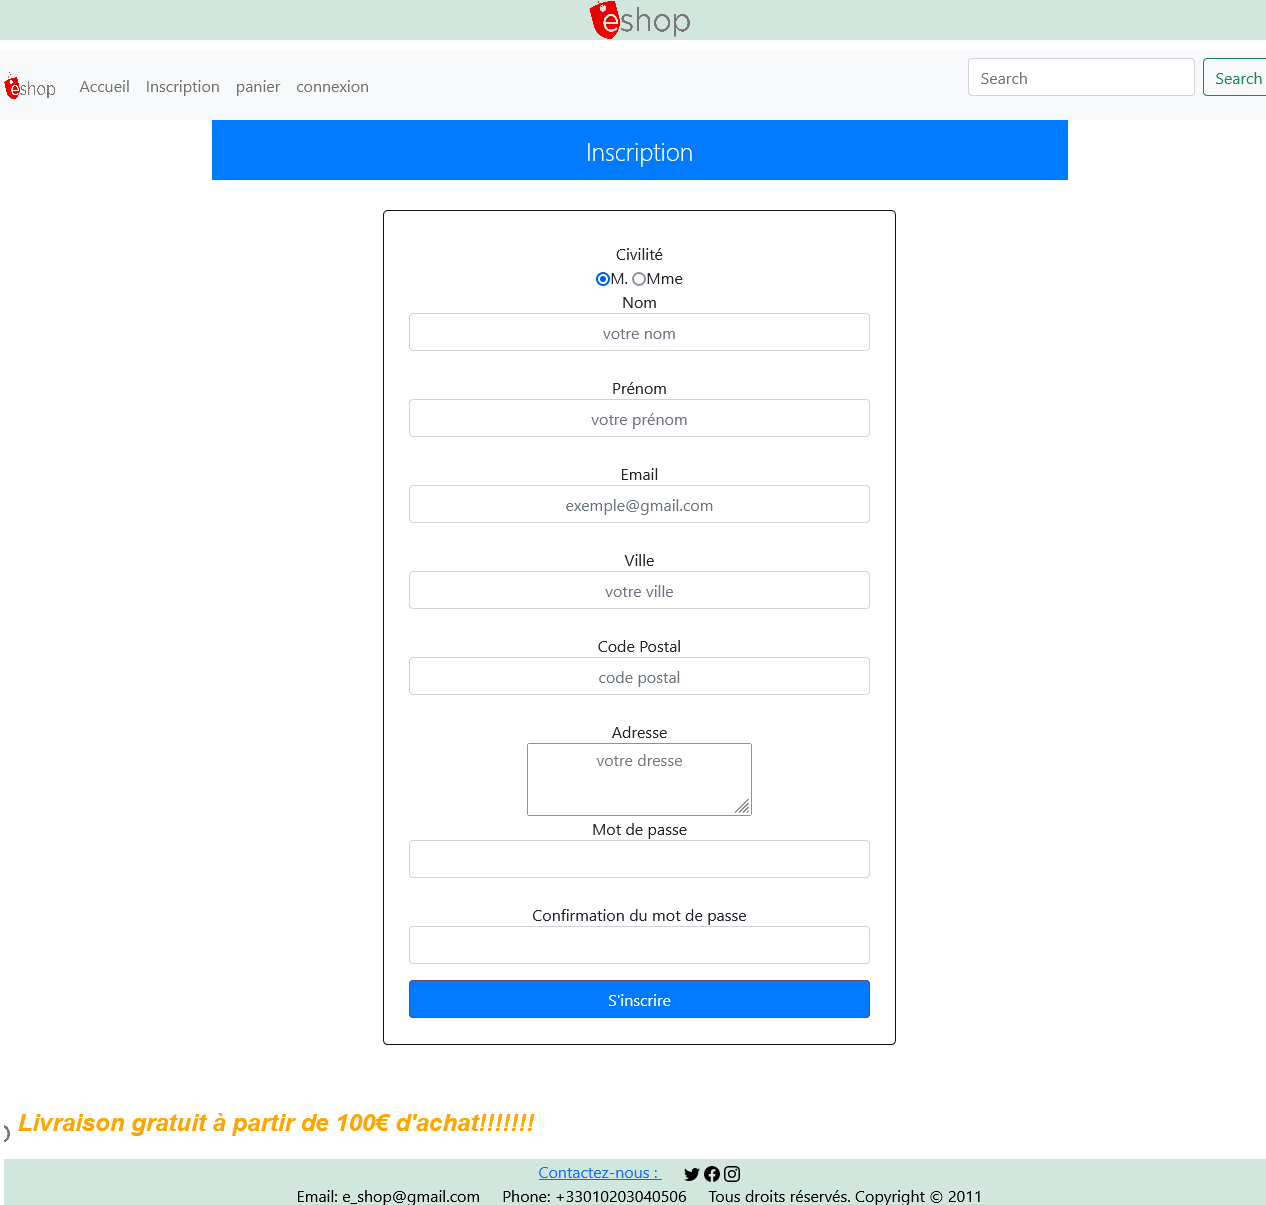 eshop
eshop Accueil Inscription panier connexion Search Search
Inscription
Civilité
M. Mme
Nom
votre nom
Prénom
votre prénom
Email
exemple@gmail.com
Ville
votre ville
Code Postal
code postal
Adresse
votre dresse
Mot de passe
Confirmation du mot de passe
S'inscrire
Livraison gratuit à partir de 100€ d'achat!!!!!!!
Contactez-nous :
Email: e_shop@gmail.com Phone: +33010203040506 Tous droits réservés. Copyright © 2011